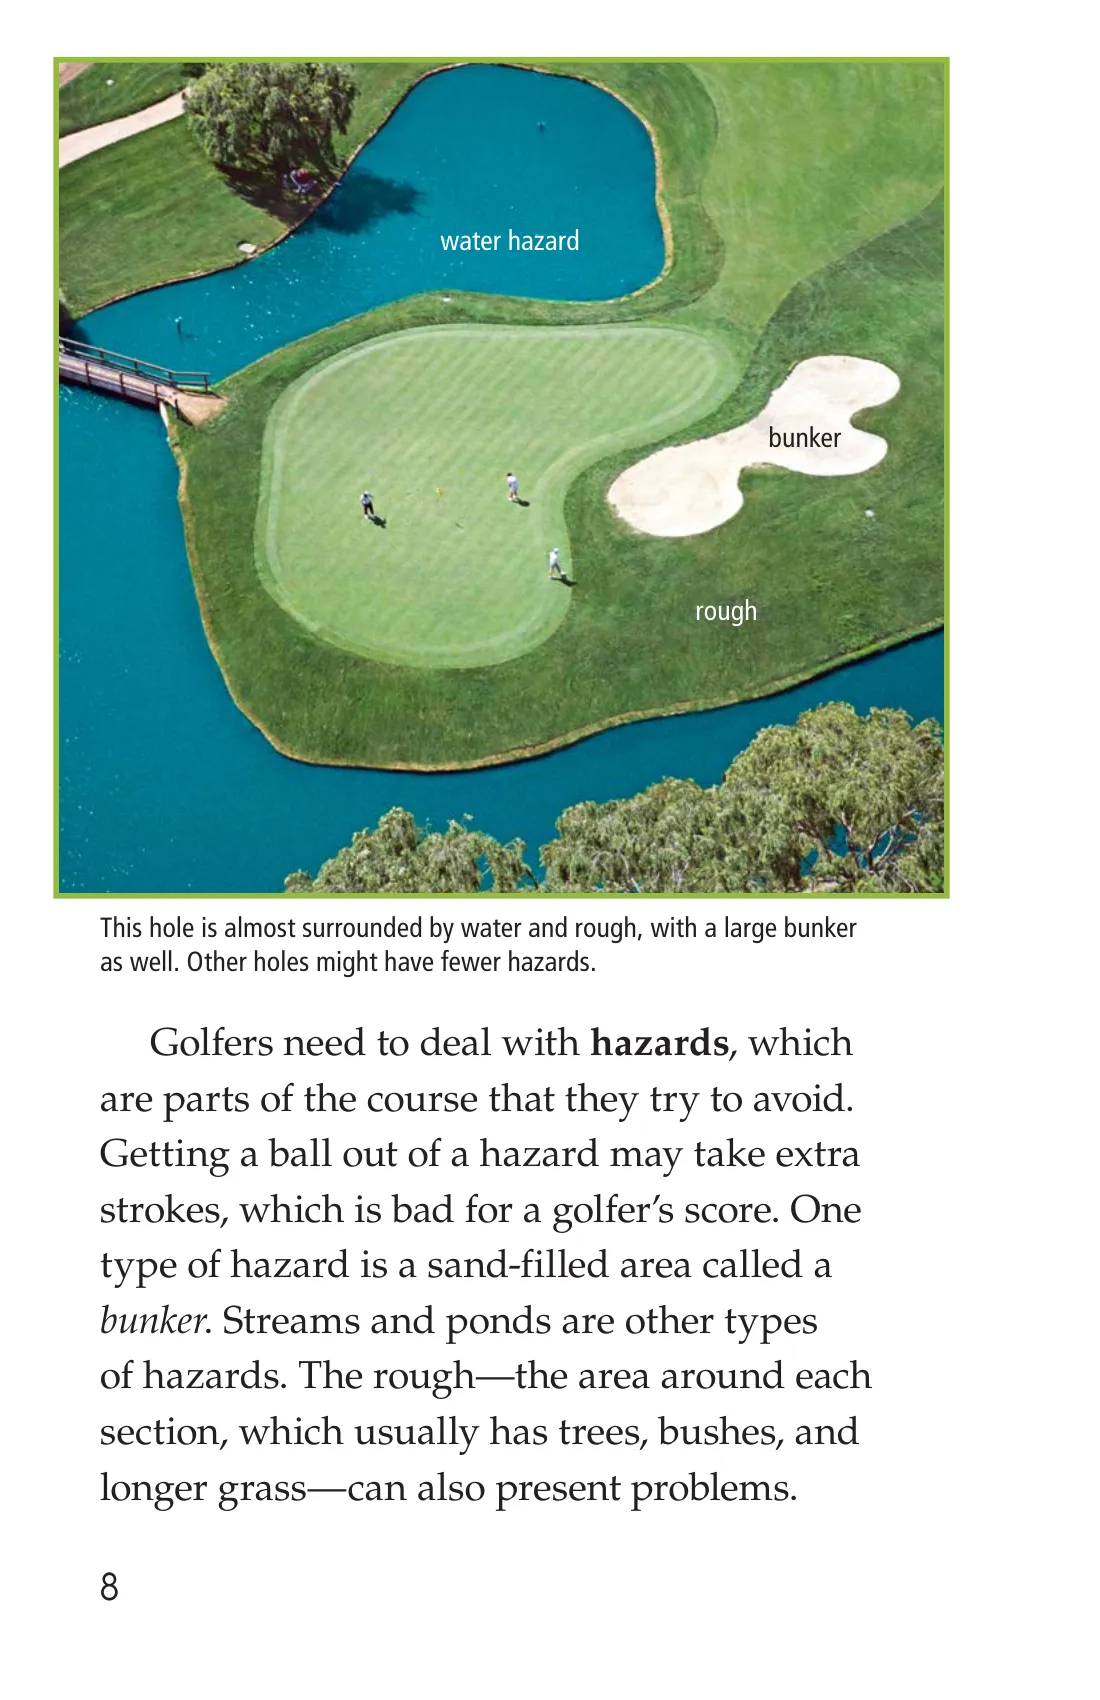 water hazard
bunker
rough
This hole is almost surrounded by water and rough, with a large bunker
as well. Other holes might have fewer hazards.
Golfers need to deal with hazards, which
are parts of the course that they try to avoid.
Getting a ball out of a hazard may take extra
strokes, which is bad for a golfer’s score. One
type of hazard is a sand-filled area called a
bunker. Streams and ponds are other types
of hazards. The rough—the area around each
section, which usually has trees, bushes, and
longer grass—can also present problems.
8